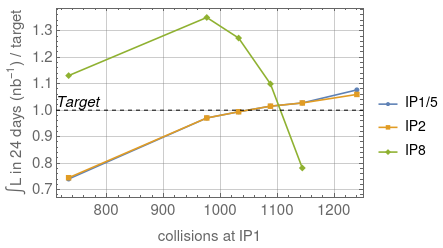 ∫L in 24 days (nb⁻¹) / target
1.3
1.2
1.1
1.0
0.9
0.8
0.7
Target
800 900 1000 1100 1200
collisions at IP1
IP1/5
IP2
IP8